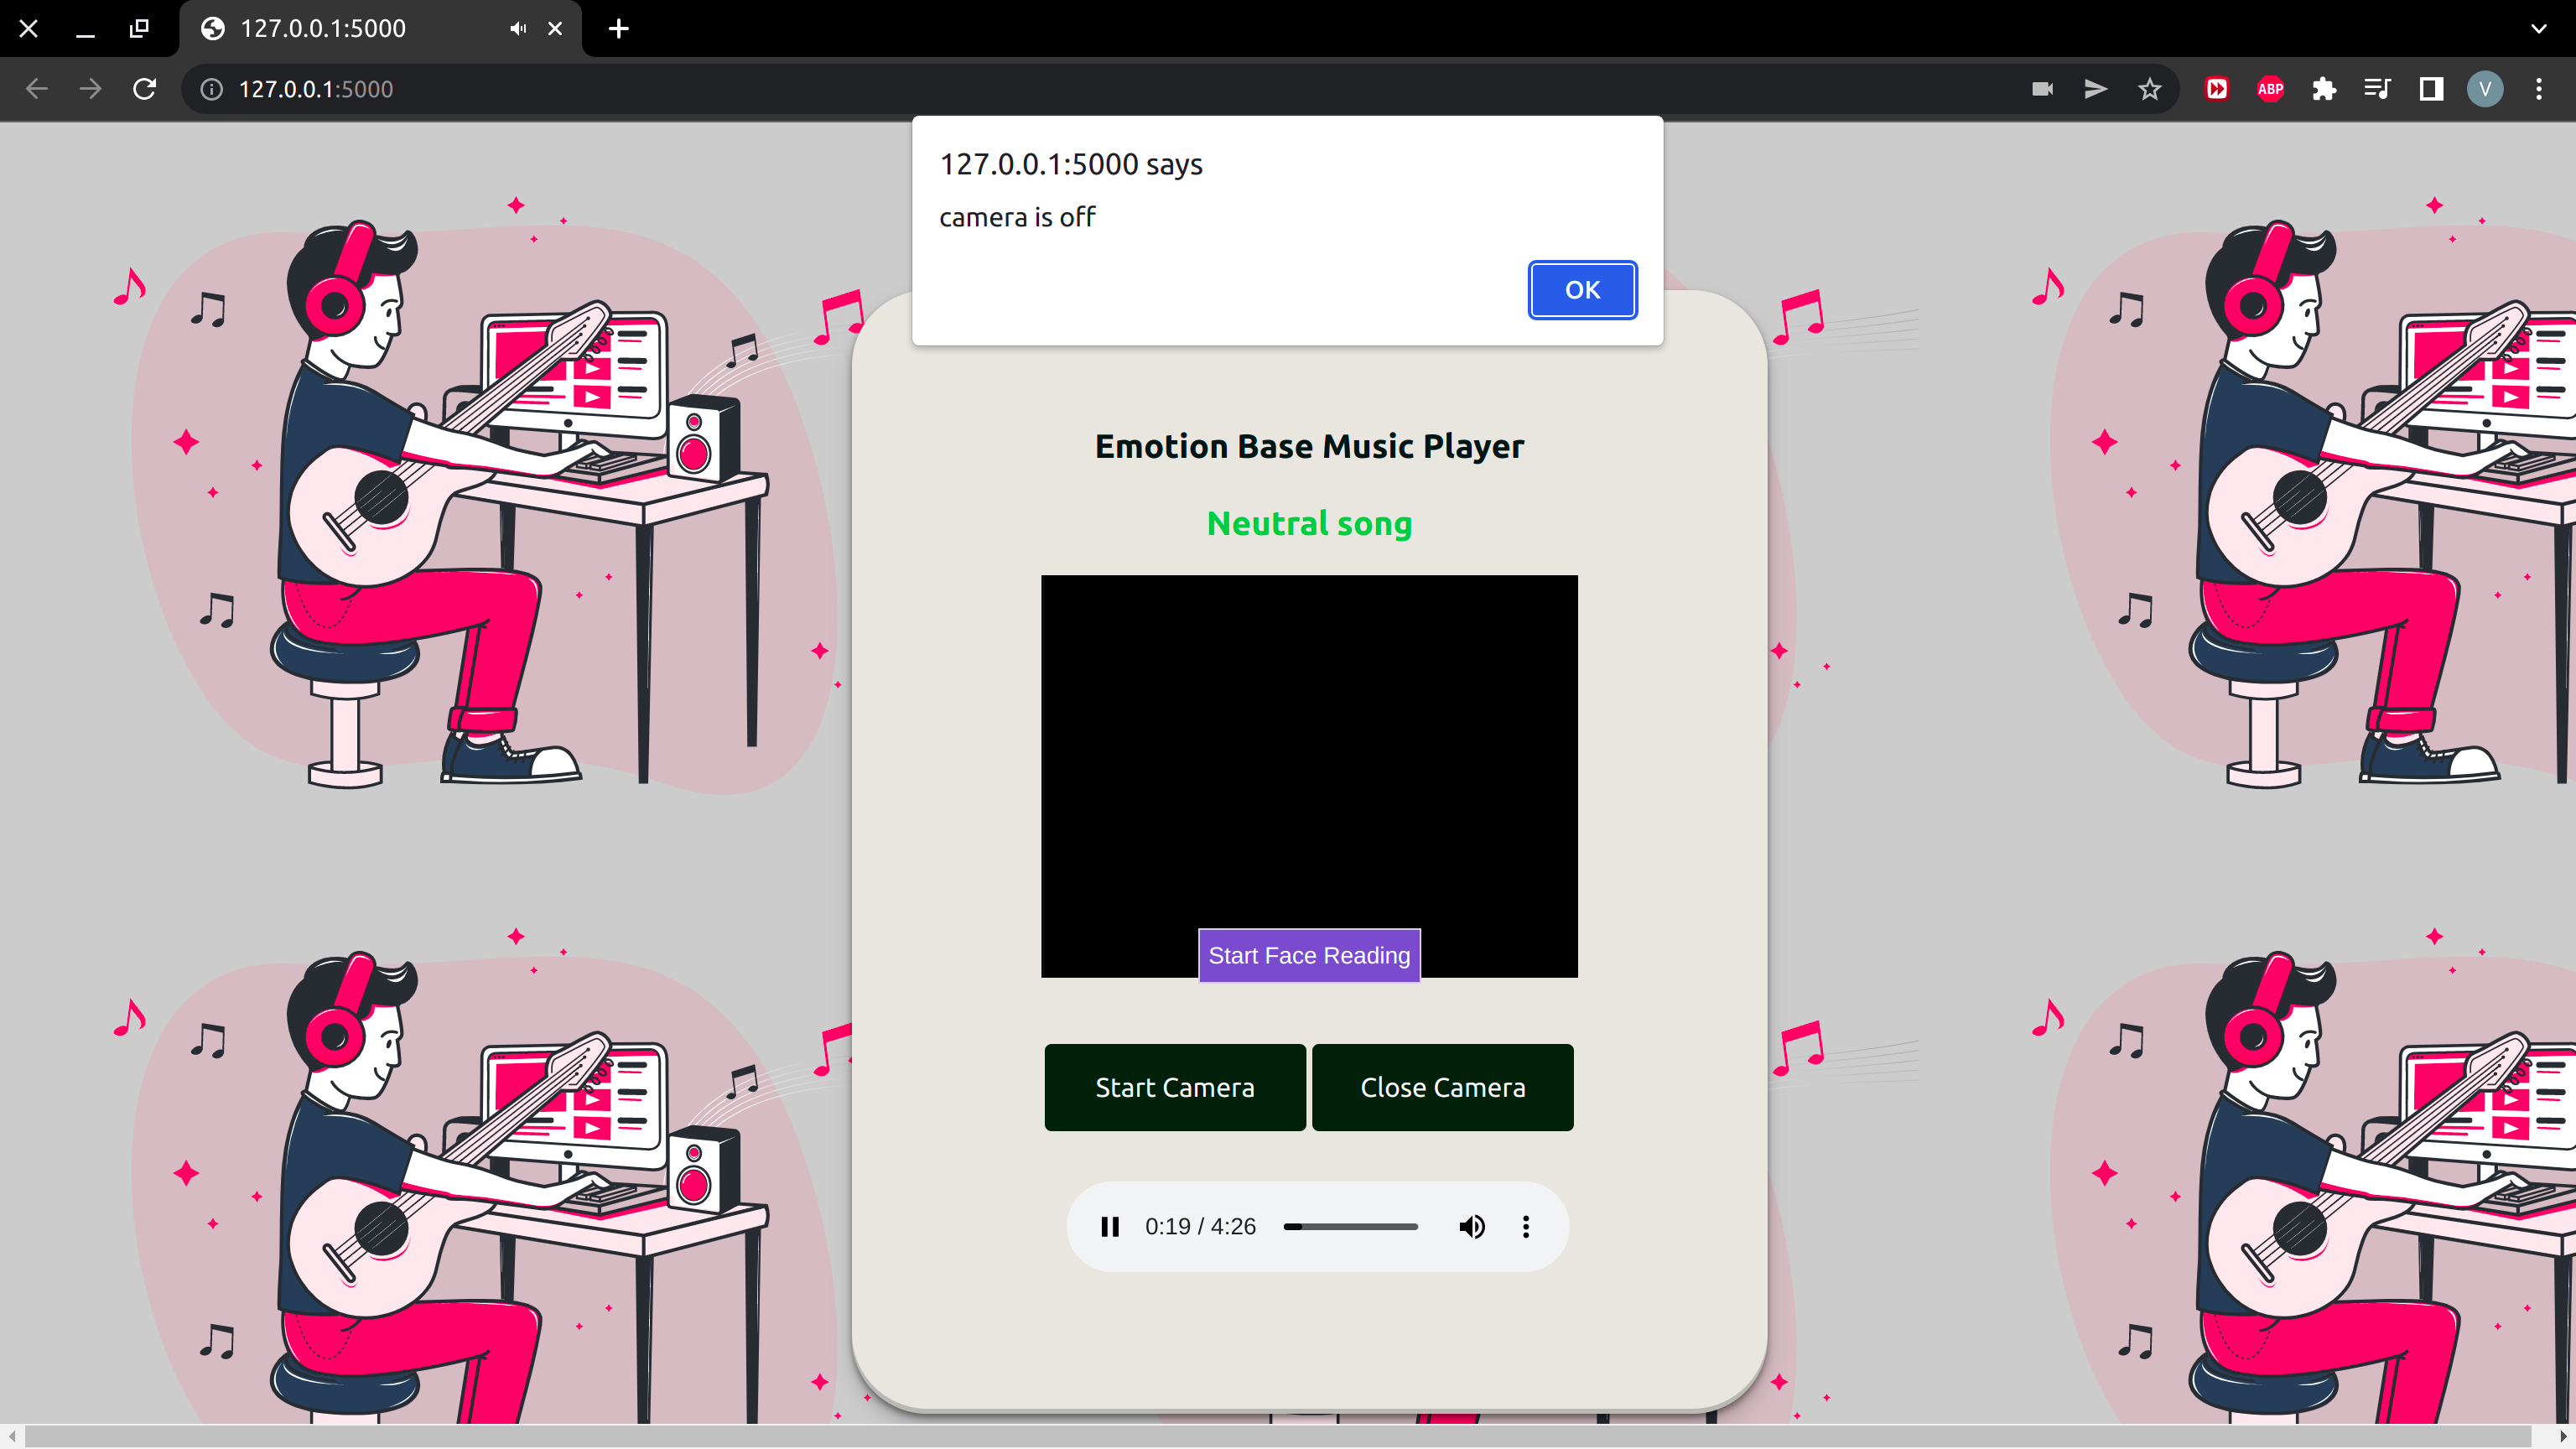 127.0.0.1:5000
127.0.0.1:5000
ABP
V
127.0.0.1:5000 says
camera is off
OK
Emotion Base Music Player
Neutral song
Start Face Reading
Start Camera
Close Camera
0:19 / 4:26